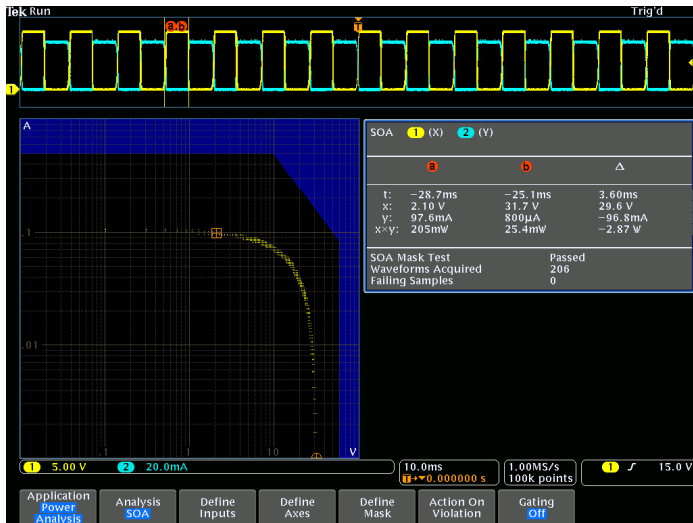 Tek Run Trig'd
a b T
1
A
SOA 1 (X) 2 (Y)
a b Δ
t: −28.7ms −25.1ms 3.60ms
x: 2.10 V 31.7 V 29.6 V
y: 97.6mA 800μA −96.8mA
x×y: 205mW 25.4mW −2.87 W
SOA Mask Test Passed
Waveforms Acquired 206
Failing Samples 0
.1
.01
.1 1 10 V
1 5.00 V 2 20.0mA
10.0ms
T→▼0.000000 s
1.00MS/s
100k points
1 15.0 V
Application
Power
Analysis
Analysis
SOA
Define
Inputs
Define
Axes
Define
Mask
Action On
Violation
Gating
Off